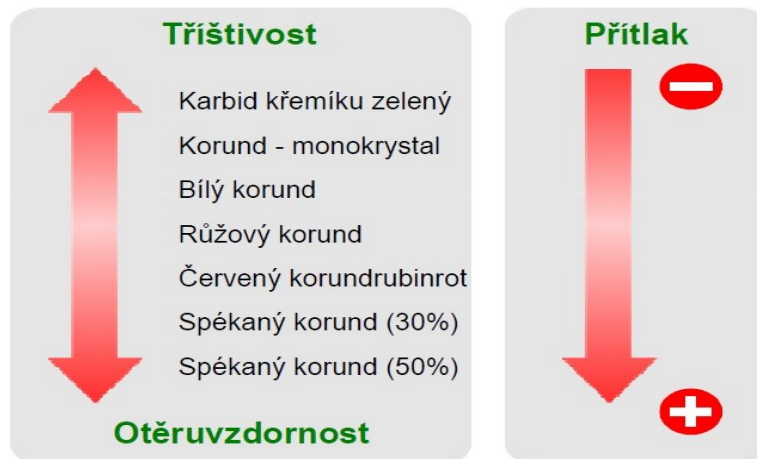 Tříštivost
Karbid křemíku zelený
Korund - monokrystal
Bílý korund
Růžový korund
Červený korundrubinrot
Spékaný korund (30%)
Spékaný korund (50%)
Otěruvzdornost
Přítlak